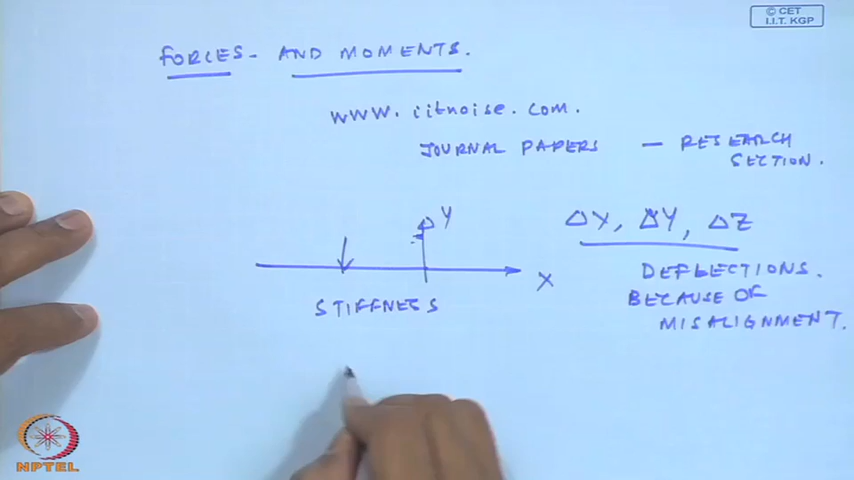 © CET
I.I.T. KGP
FORCES - AND MOMENTS.
www.iitnoise.com.
JOURNAL PAPERS — RESEARCH
SECTION.
Y
ΔX, ΔY, ΔZ
X
DEFLECTIONS.
STIFFNESS
BECAUSE OF
MISALIGNMENT.
NPTEL